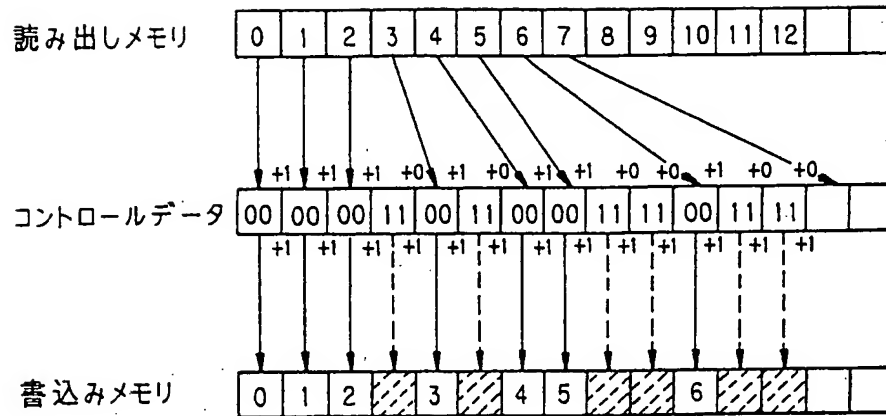 読み出しメモリ 0 1 2 3 4 5 6 7 8 9 10 11 12
+1 +1 +1 +0 +1 +0 +1 +1 +0 +0 +1 +0 +0
コントロールデータ 00 00 00 11 00 11 00 00 11 11 00 11 11
+1 +1 +1 +1 +1 +1 +1 +1 +1 +1 +1 +1 +1
書込みメモリ 0 1 2 3 4 5 6